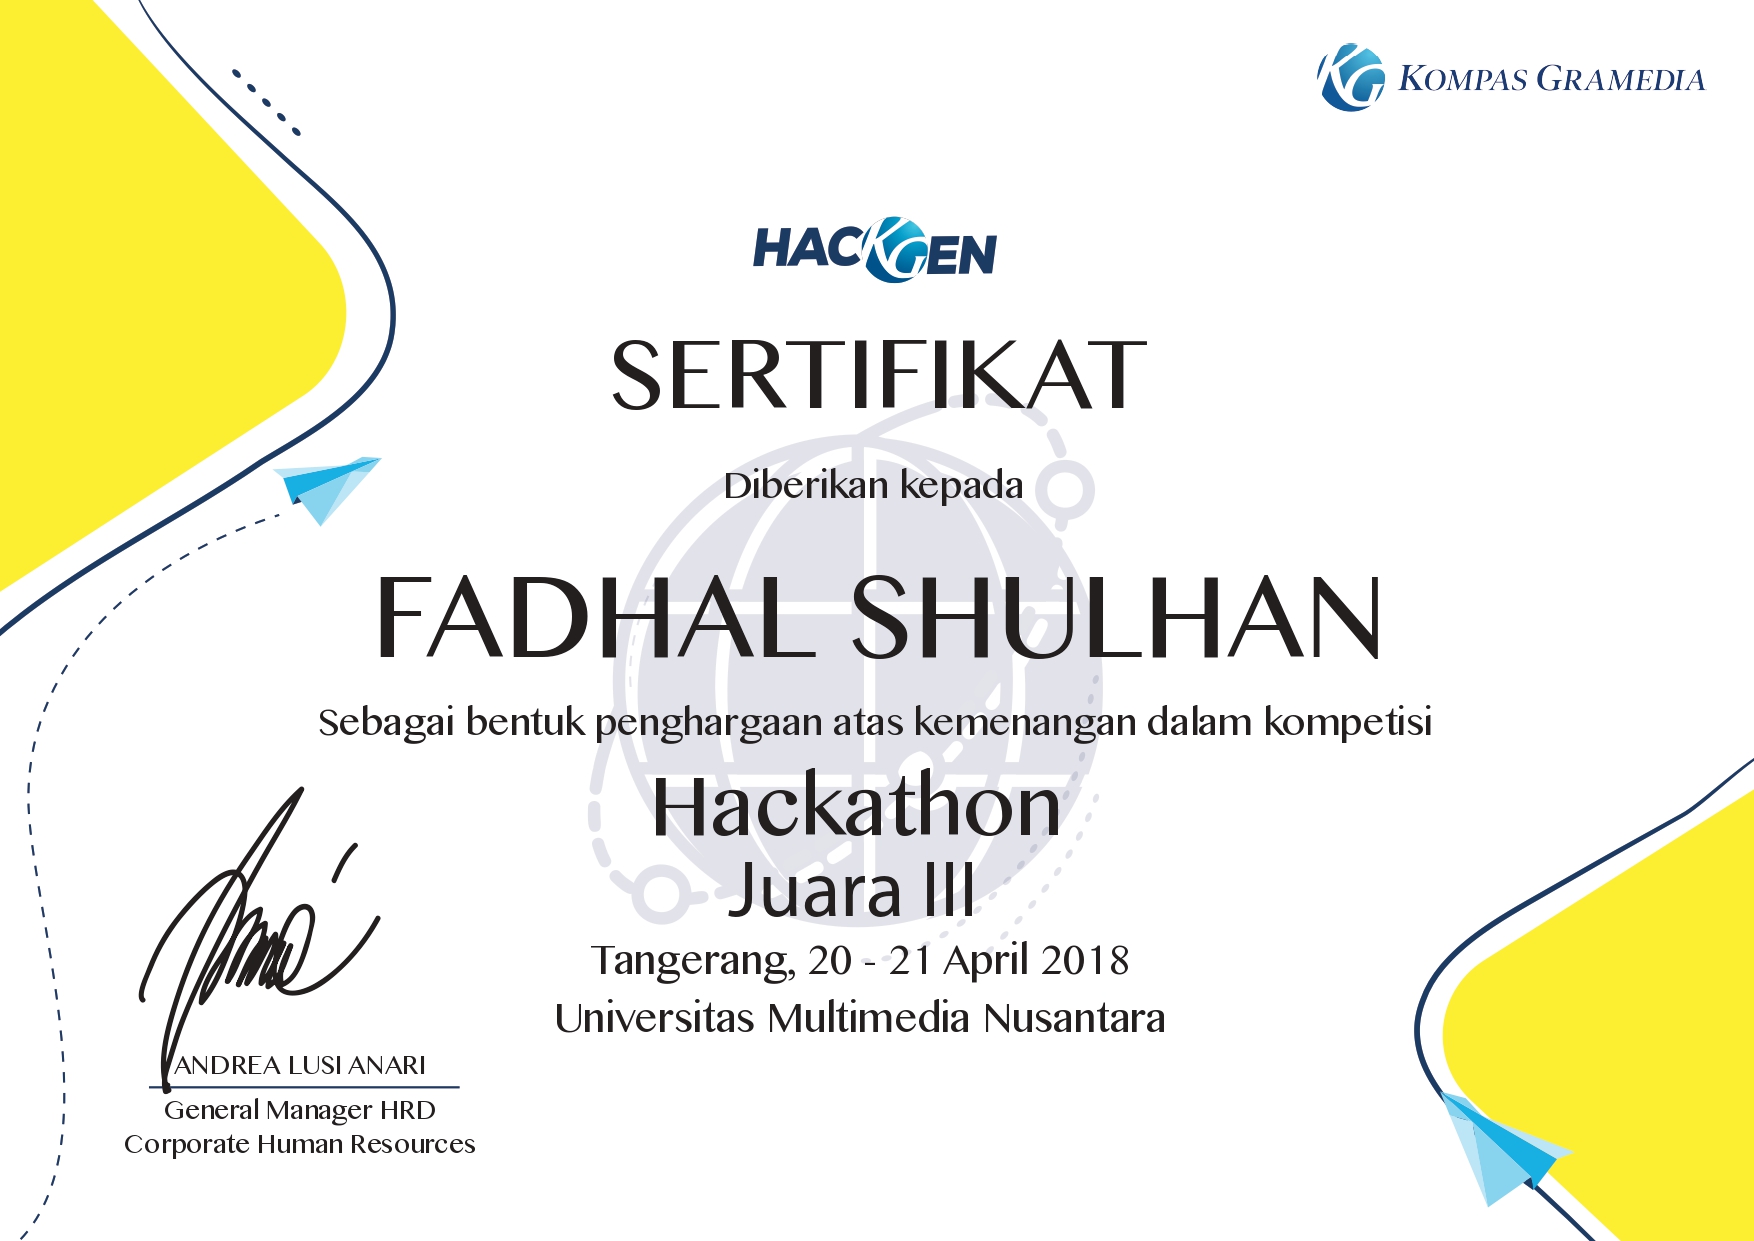 KOMPAS GRAMEDIA
HACKGEN
SERTIFIKAT
Diberikan kepada
FADHAL SHULHAN
Sebagai bentuk penghargaan atas kemenangan dalam kompetisi
Hackathon
Juara III
Tangerang, 20 - 21 April 2018
Universitas Multimedia Nusantara
ANDREA LUSI ANARI
General Manager HRD
Corporate Human Resources